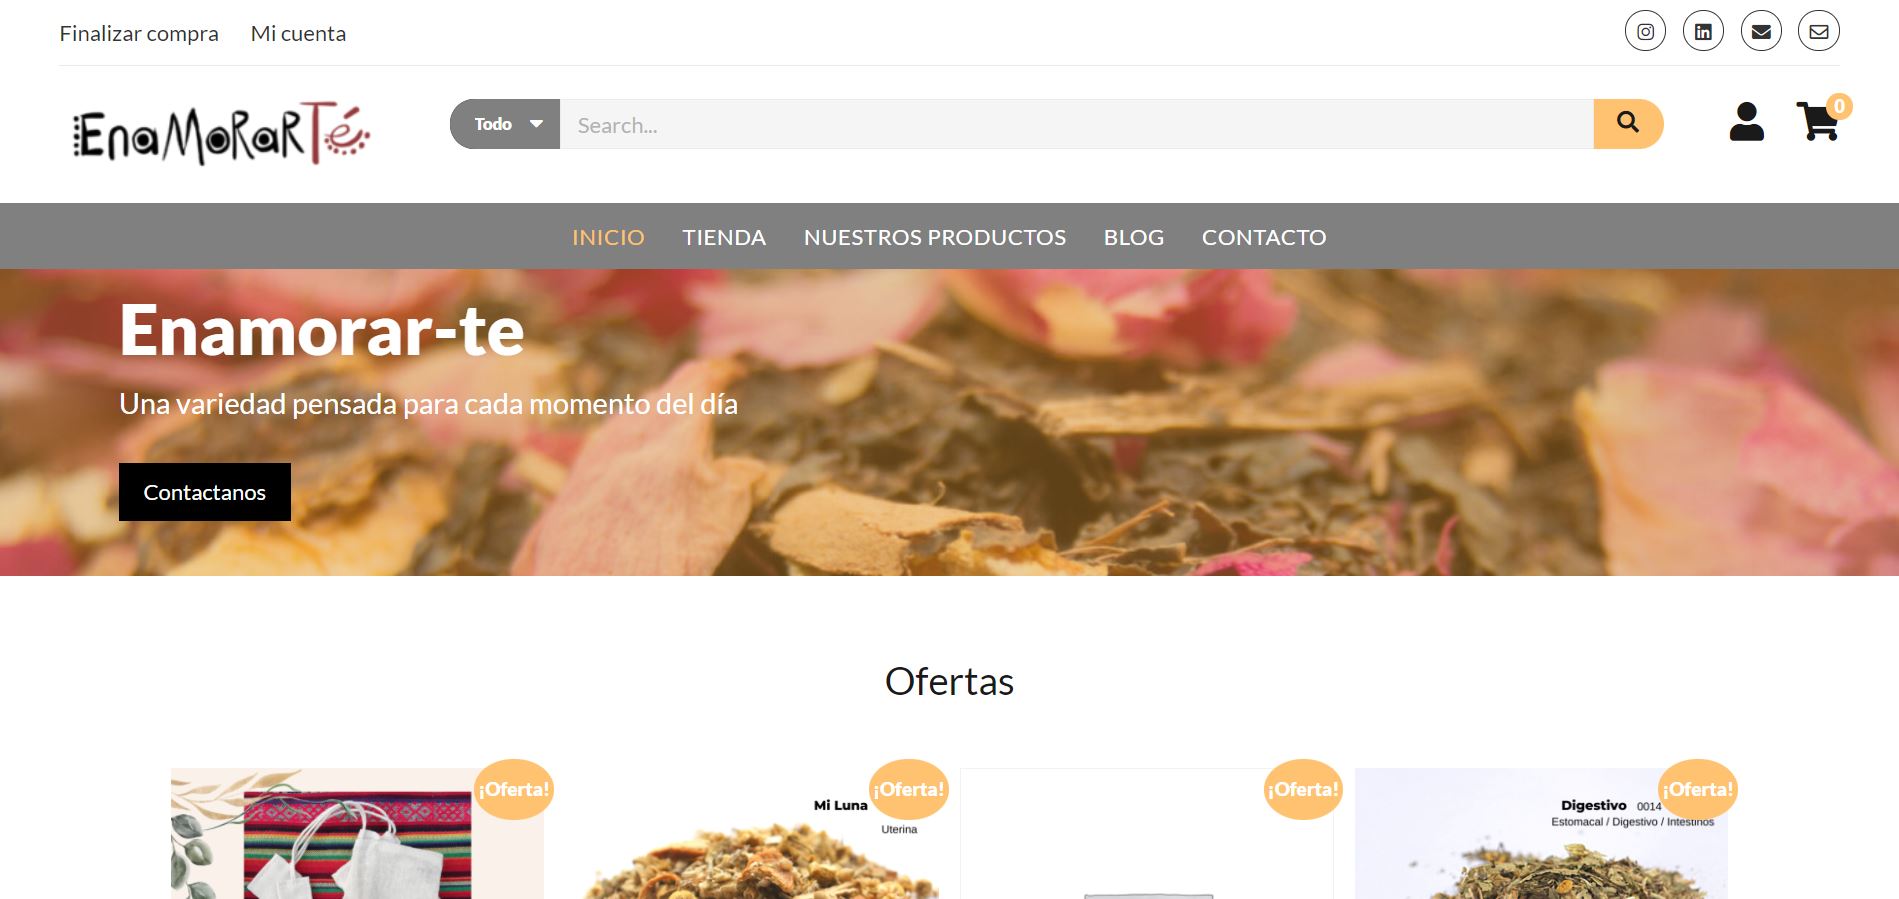 Finalizar compra Mi cuenta
EnaMoRaRTé
Todo Search... 0
INICIO TIENDA NUESTROS PRODUCTOS BLOG CONTACTO
Enamorar-te
Una variedad pensada para cada momento del día
Contactanos
Ofertas
¡Oferta! ¡Oferta! ¡Oferta! ¡Oferta!
Mi Luna
Uterina
Digestivo 0014
Estomacal / Digestivo / Intestinos